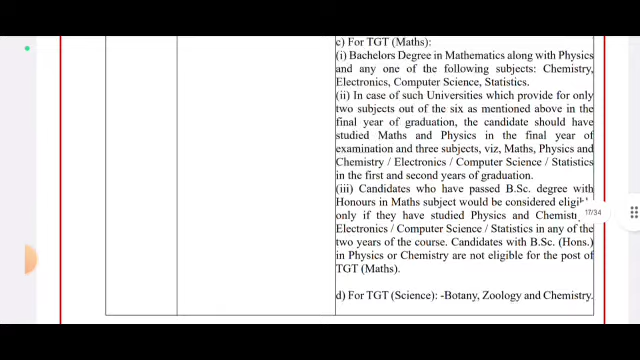 c) For TGT (Maths):
(i) Bachelors Degree in Mathematics along with Physics
and any one of the following subjects: Chemistry,
Electronics, Computer Science, Statistics.
(ii) In case of such Universities which provide for only
two subjects out of the six as mentioned above in the
final year of graduation, the candidate should have
studied Maths and Physics in the final year of
examination and three subjects, viz, Maths, Physics and
Chemistry / Electronics / Computer Science / Statistics
in the first and second years of graduation.
(iii) Candidates who have passed B.Sc. degree with
Honours in Maths subject would be considered eligible
only if they have studied Physics and Chemistry
Electronics / Computer Science / Statistics in any of the
two years of the course. Candidates with B.Sc. (Hons.)
in Physics or Chemistry are not eligible for the post of
TGT (Maths).
d) For TGT (Science): -Botany, Zoology and Chemistry.
17/34